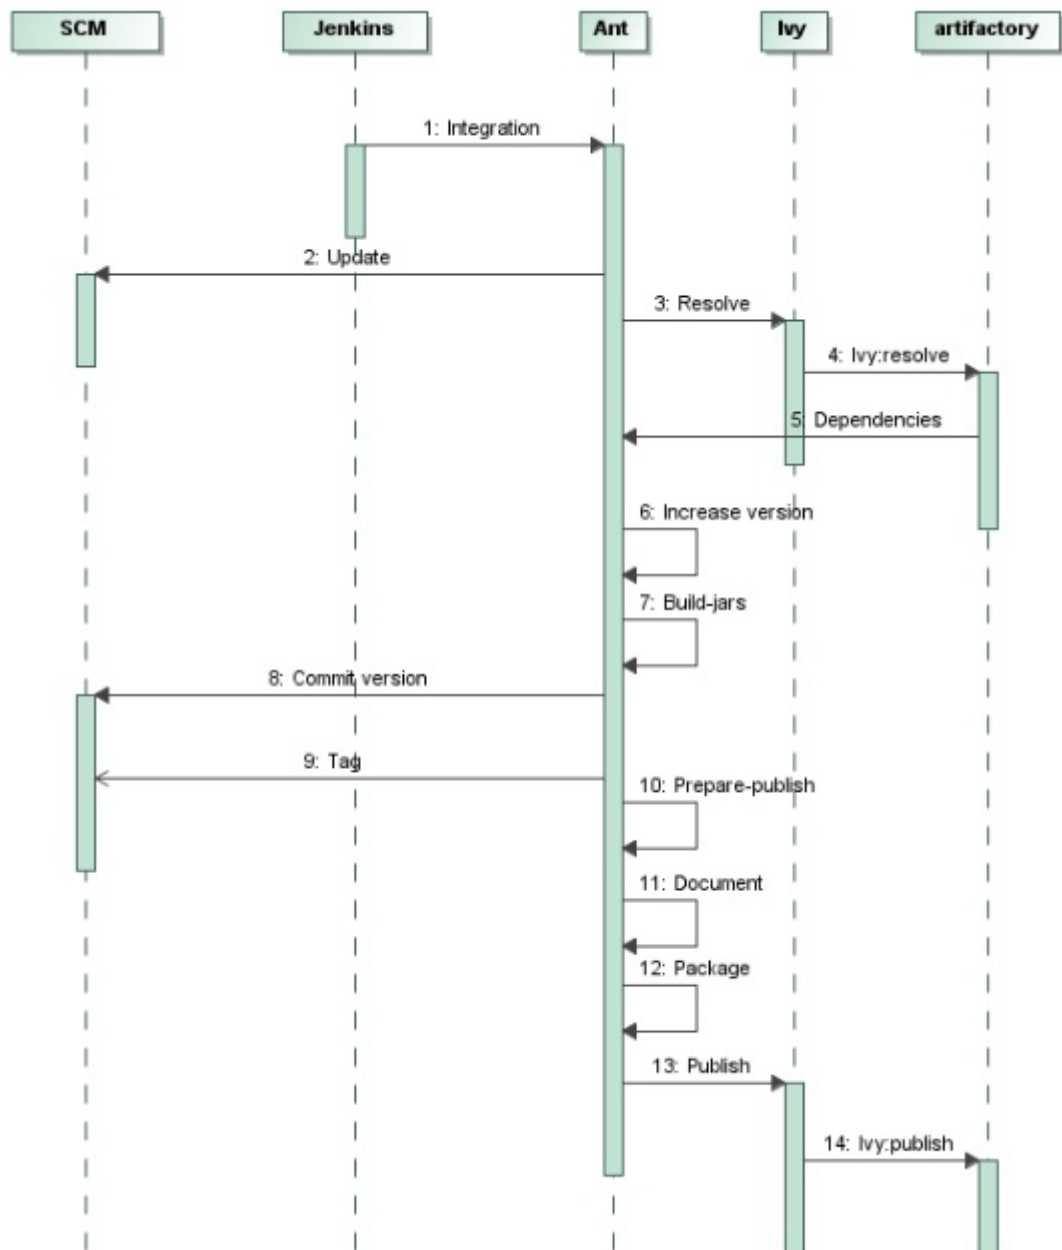 SCM
Jenkins
Ant
Ivy
artifactory
1: Integration
2: Update
3: Resolve
4: Ivy:resolve
5: Dependencies
6: Increase version
7: Build-jars
8: Commit version
9: Tag
10: Prepare-publish
11: Document
12: Package
13: Publish
14: Ivy:publish